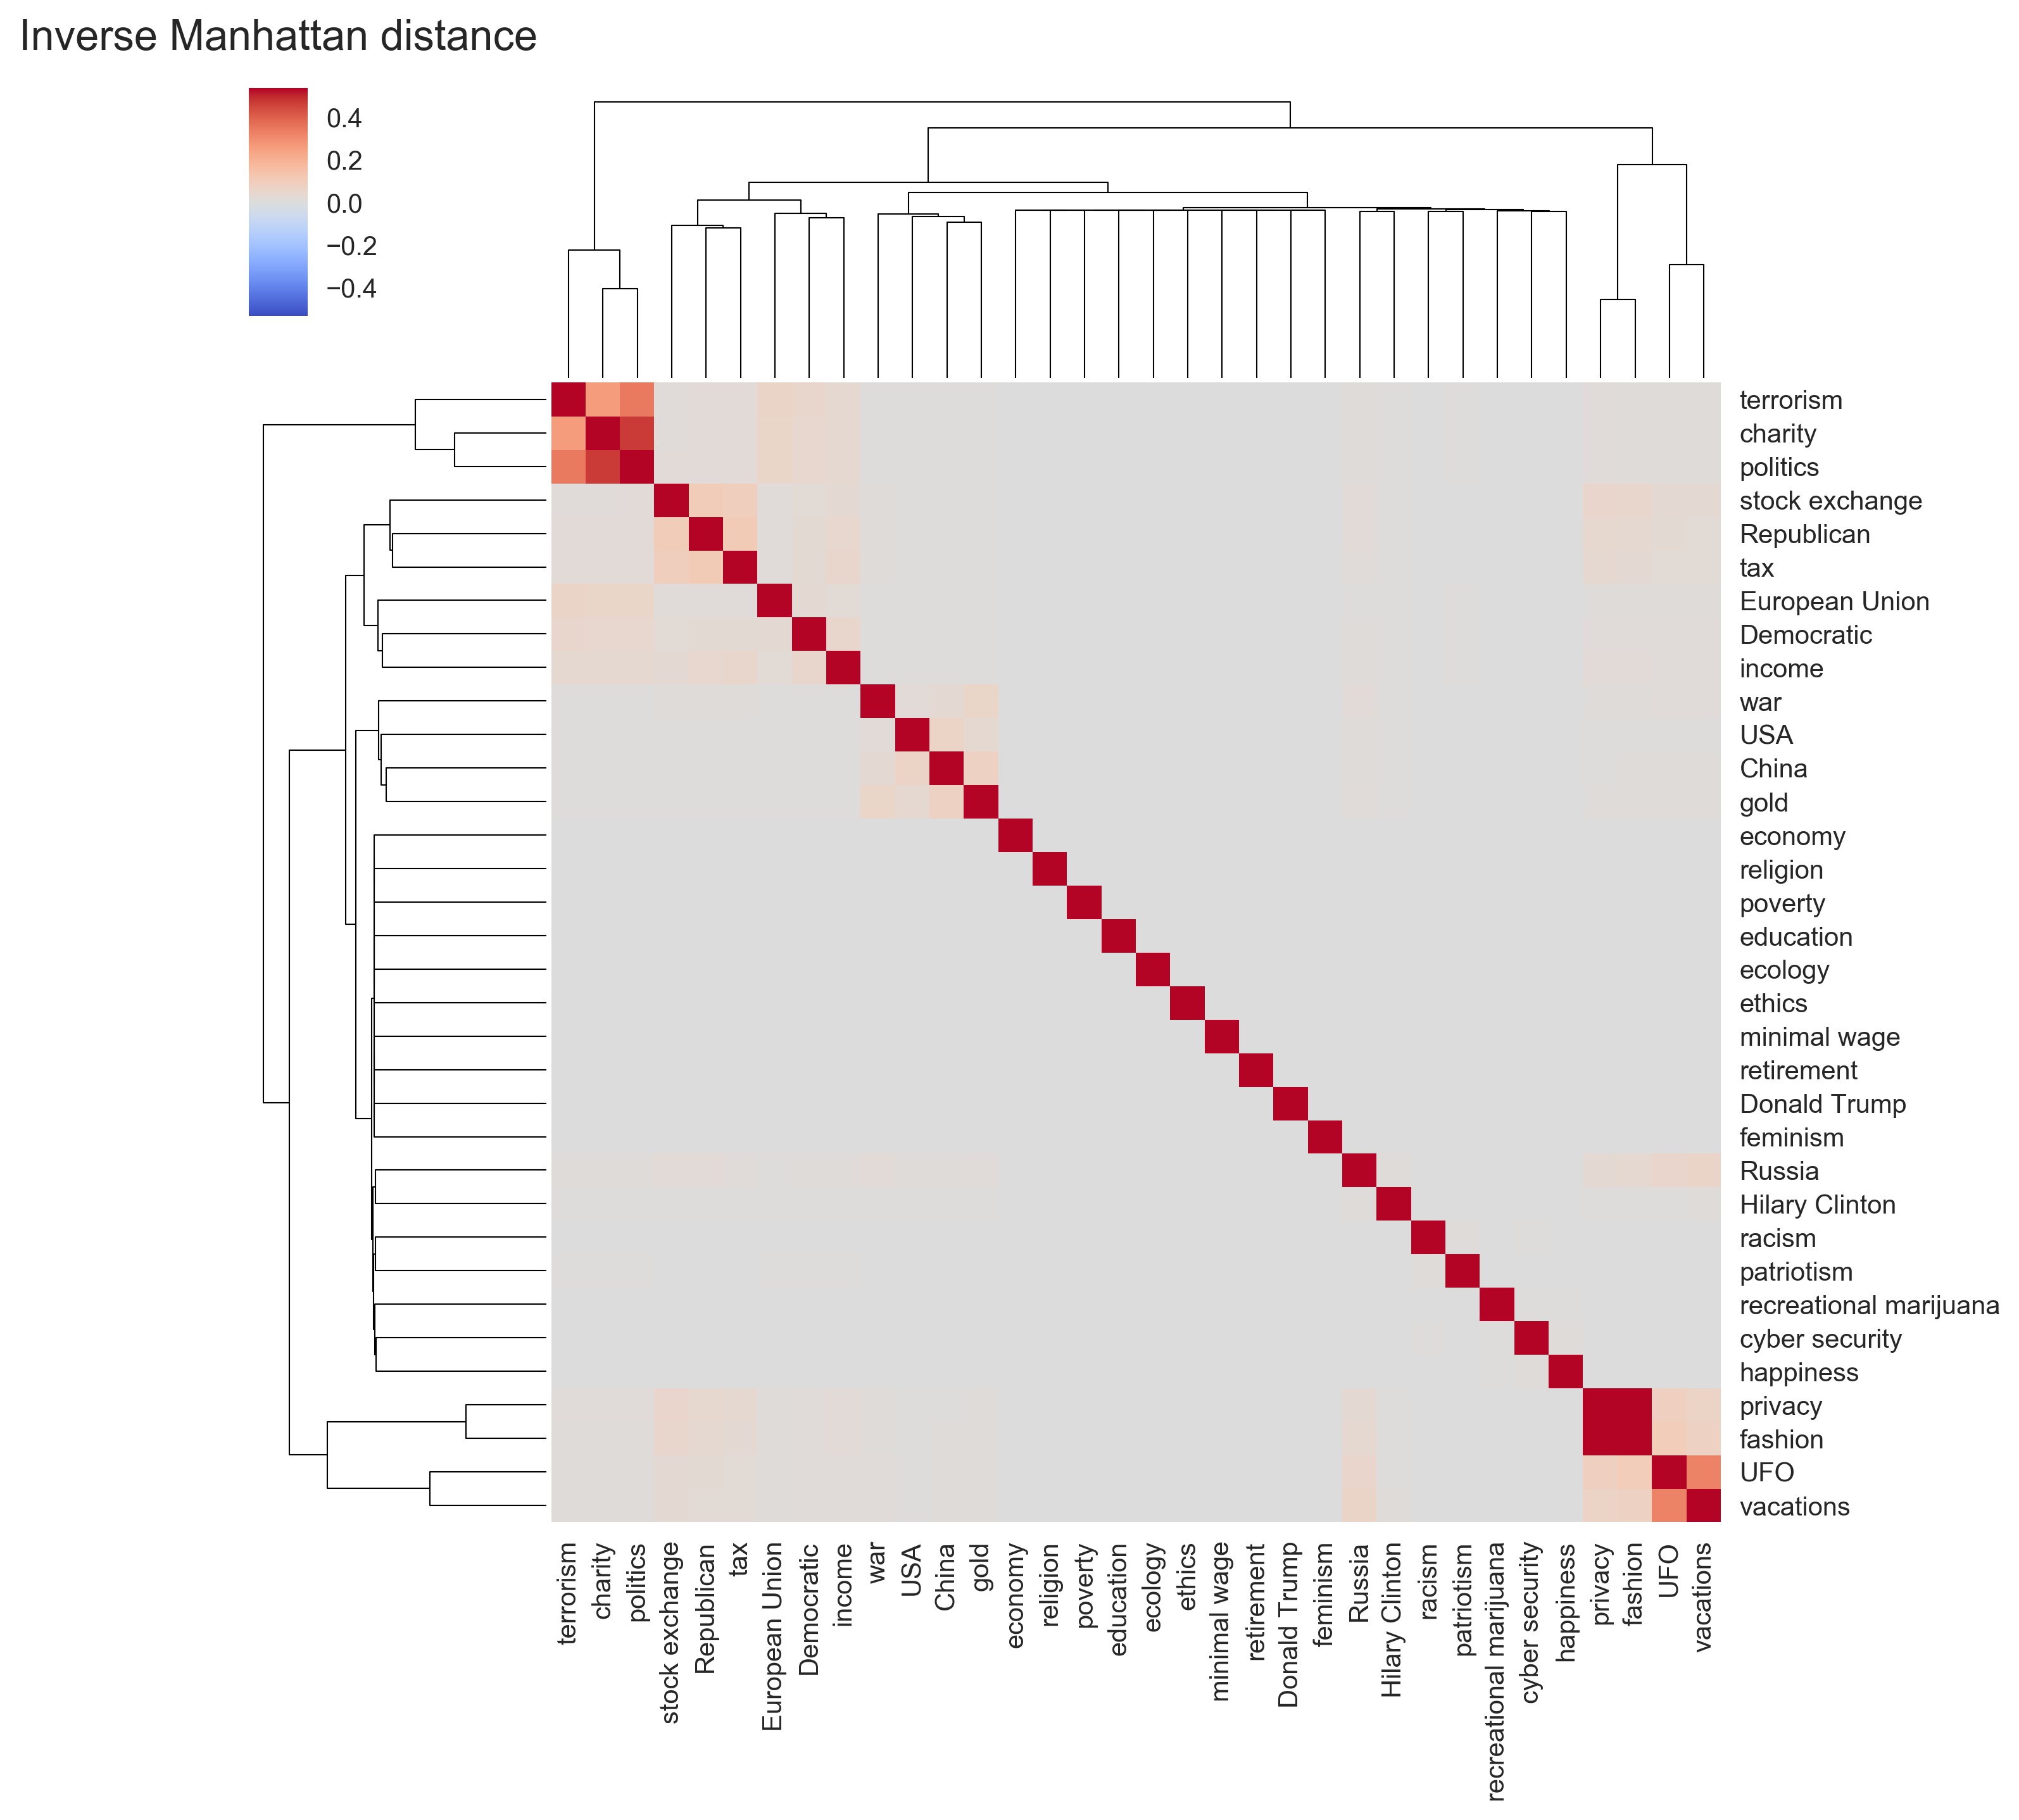 Inverse Manhattan distance
0.4
0.2
0.0
−0.2
−0.4
terrorism
charity
politics
stock exchange
Republican
tax
European Union
Democratic
income
war
USA
China
gold
economy
religion
poverty
education
ecology
ethics
minimal wage
retirement
Donald Trump
feminism
Russia
Hilary Clinton
racism
patriotism
recreational marijuana
cyber security
happiness
privacy
fashion
UFO
vacations
terrorism
charity
politics
stock exchange
Republican
tax
European Union
Democratic
income
war
USA
China
gold
economy
religion
poverty
education
ecology
ethics
minimal wage
retirement
Donald Trump
feminism
Russia
Hilary Clinton
racism
patriotism
recreational marijuana
cyber security
happiness
privacy
fashion
UFO
vacations